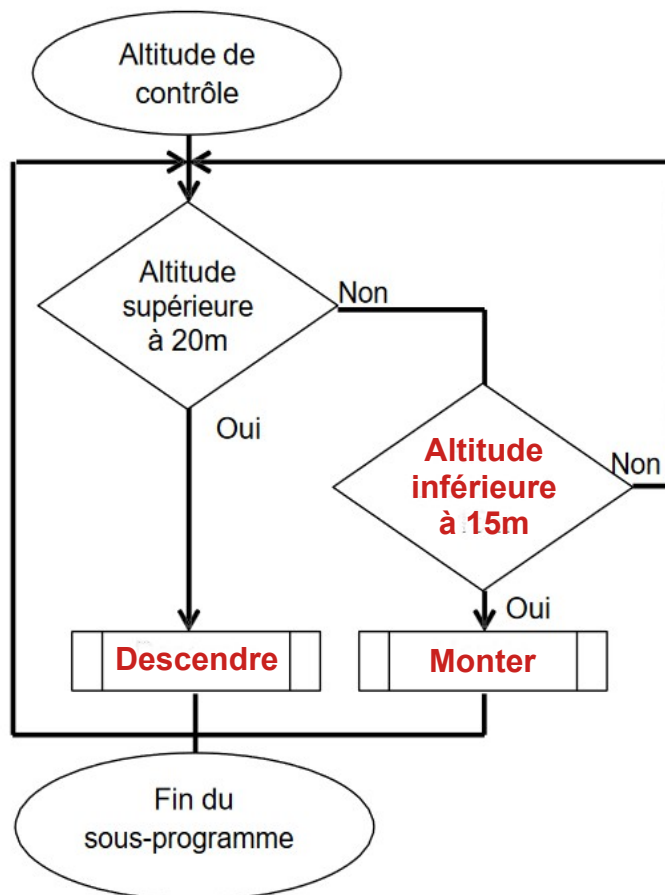 Altitude de
contrôle
Altitude
supérieure
à 20m
Non
Oui
Altitude
inférieure
à 15m
Non
Oui
Descendre
Monter
Fin du
sous-programme